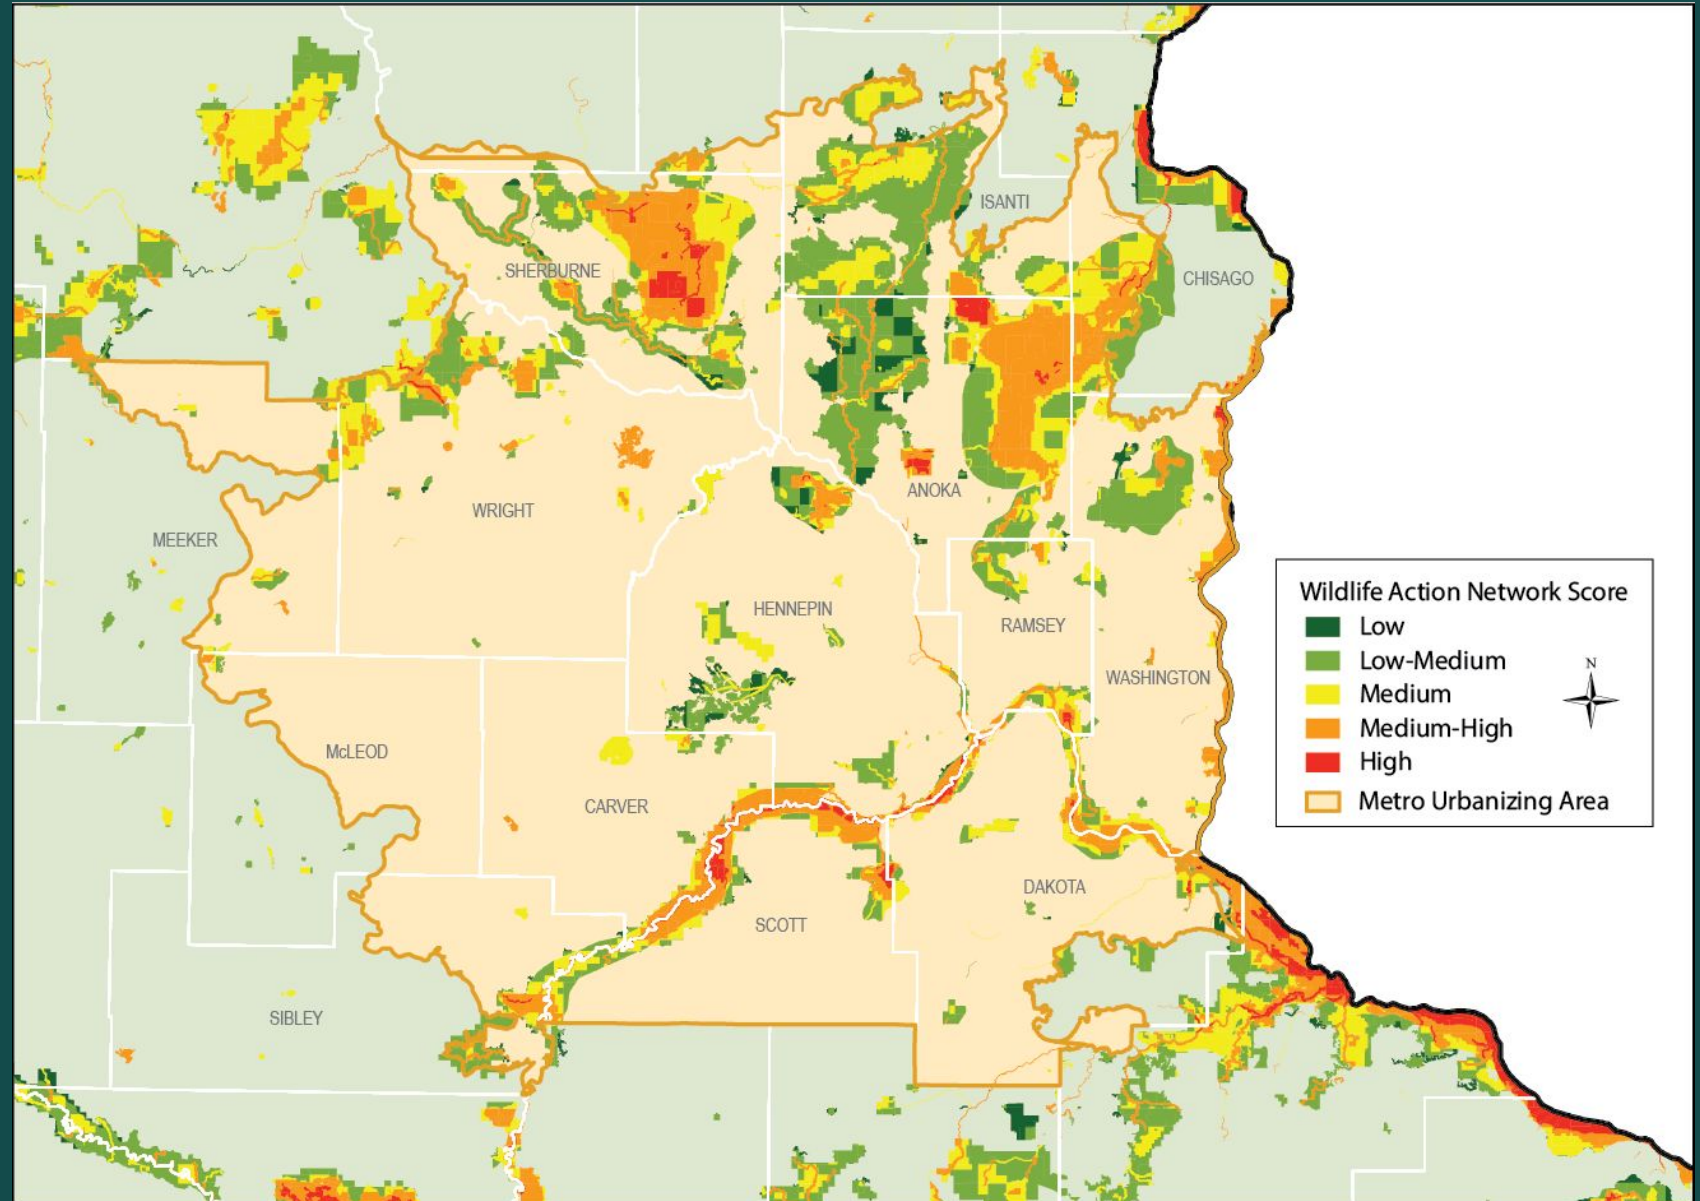 ISANTI
SHERBURNE
CHISAGO
ANOKA
WRIGHT
MEEKER
HENNEPIN
RAMSEY
WASHINGTON
McLEOD
CARVER
DAKOTA
SCOTT
SIBLEY
Wildlife Action Network Score
Low
Low-Medium
Medium
Medium-High
High
Metro Urbanizing Area
N